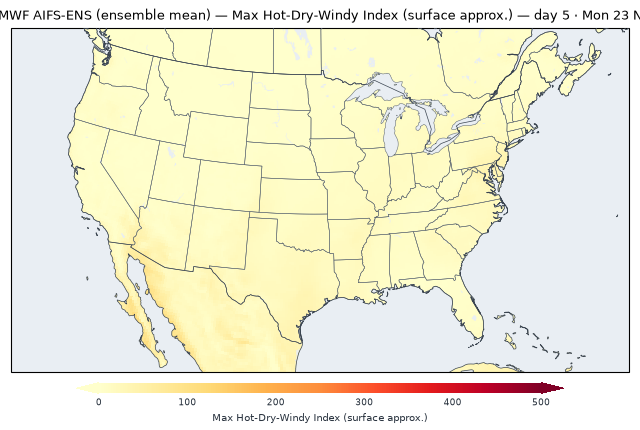 MWF AIFS-ENS (ensemble mean) — Max Hot-Dry-Windy Index (surface approx.) — day 5 · Mon 23 N
0 100 200 300 400 500
Max Hot-Dry-Windy Index (surface approx.)